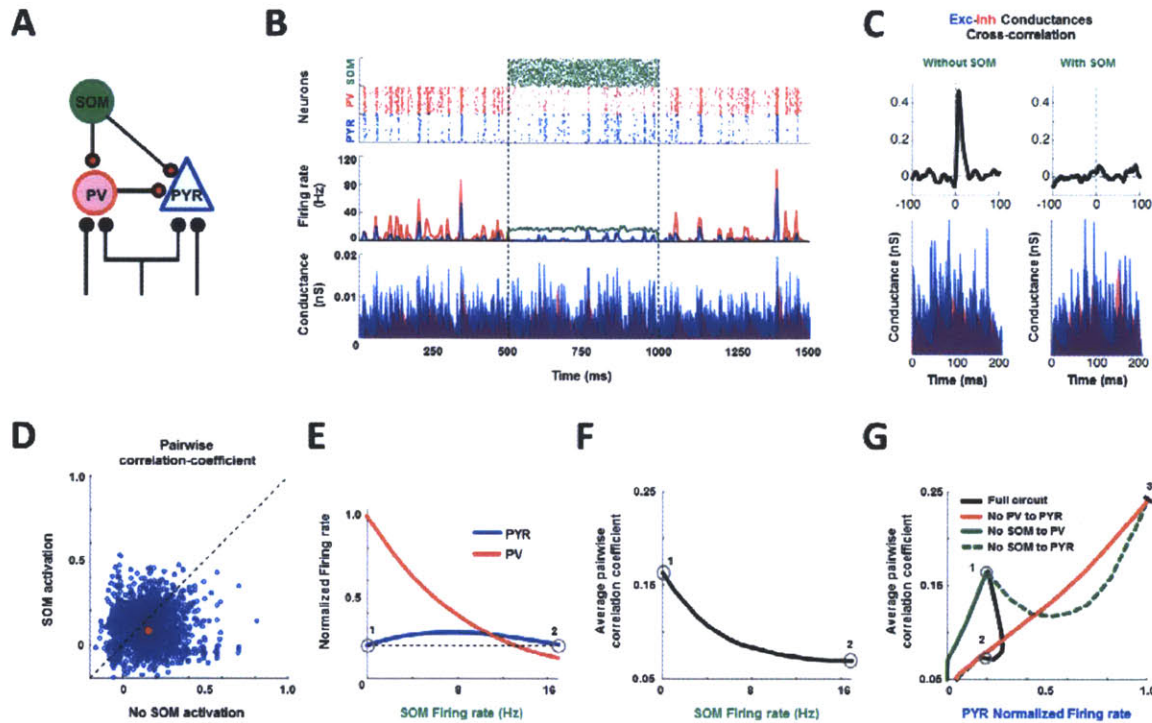 A
SOM
PV
PYR
B
Neurons
SOM
PV
PYR
Firing rate
(Hz)
120
80
40
0
Conductance
(nS)
0.02
0.01
0
250
500
750
1000
1250
1500
Time (ms)
C
Exc-Inh Conductances
Cross-correlation
Without SOM
With SOM
0.4
0.2
0
-100
0
100
0.4
0.2
0
-100
0
100
Conductance (nS)
0
100
200
Time (ms)
Conductance (nS)
0
100
200
Time (ms)
D
Pairwise
correlation-coefficient
SOM activation
1.0
0.5
0
0
0.5
1.0
No SOM activation
E
Normalized Firing rate
1.0
0.5
0
PYR
PV
1
2
0
8
16
SOM Firing rate (Hz)
F
Average pairwise
correlation coefficient
0.25
0.15
0.05
1
2
0
8
16
SOM Firing rate (Hz)
G
Average pairwise
correlation coefficient
0.25
0.15
0.05
Full circuit
No PV to PYR
No SOM to PV
No SOM to PYR
1
2
3
0
0.5
1.0
PYR Normalized Firing rate